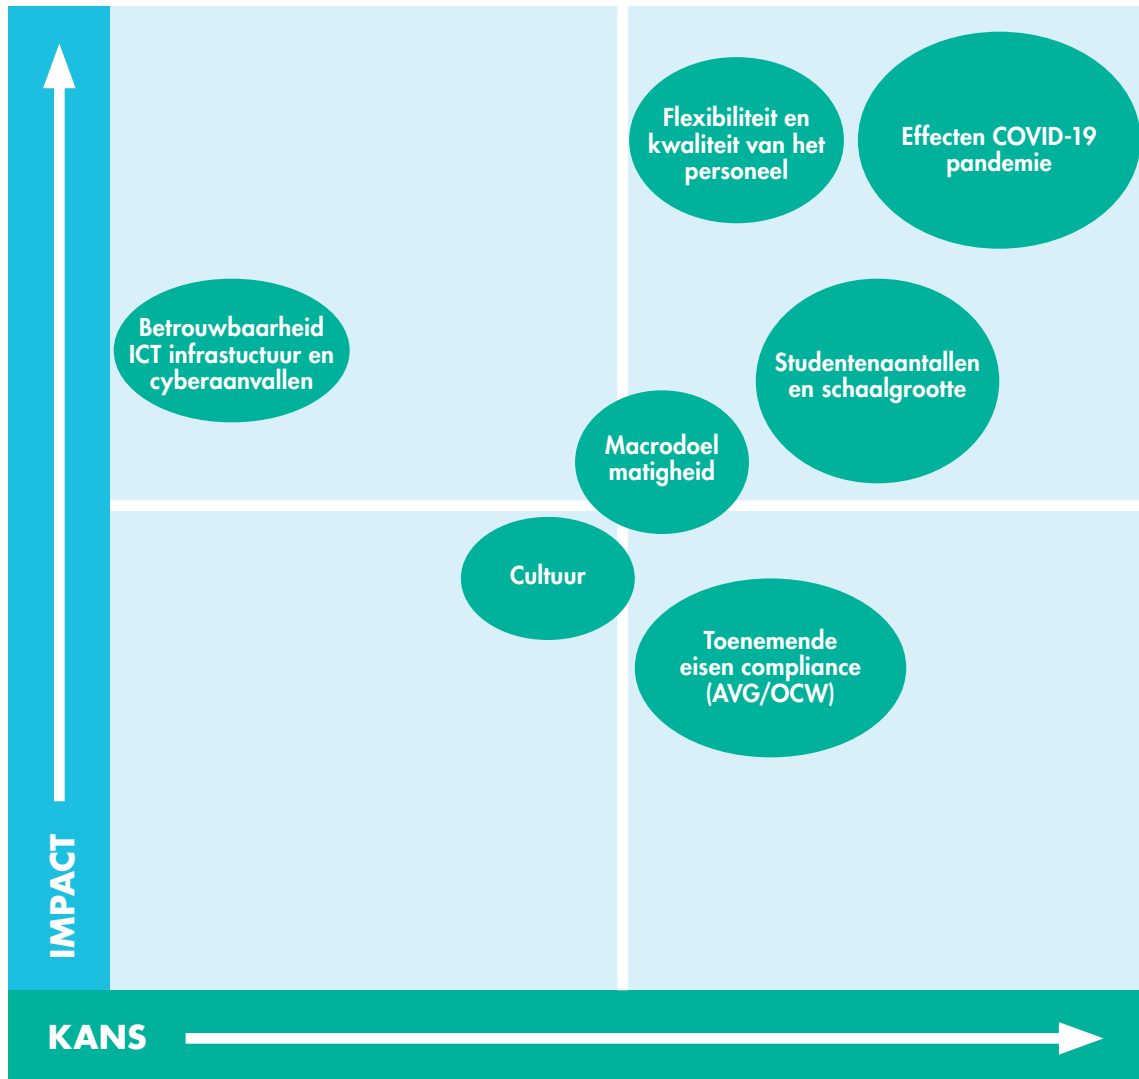 Flexibiliteit en
kwaliteit van het
personeel
Effecten COVID-19
pandemie
Betrouwbaarheid
ICT infrastuctuur en
cyberaanvallen
Studentenaantallen
en schaalgrootte
Macrodoel
matigheid
Cultuur
Toenemende
eisen compliance
(AVG/OCW)
IMPACT
KANS